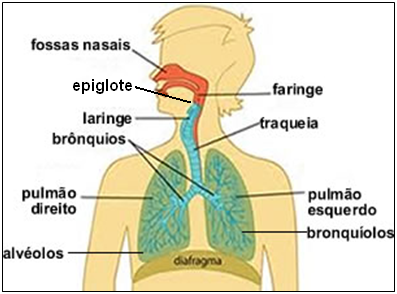 fossas nasais
epiglote
faringe
laringe
traqueia
brônquios
pulmão
direito
pulmão
esquerdo
bronquíolos
alvéolos
diafragma